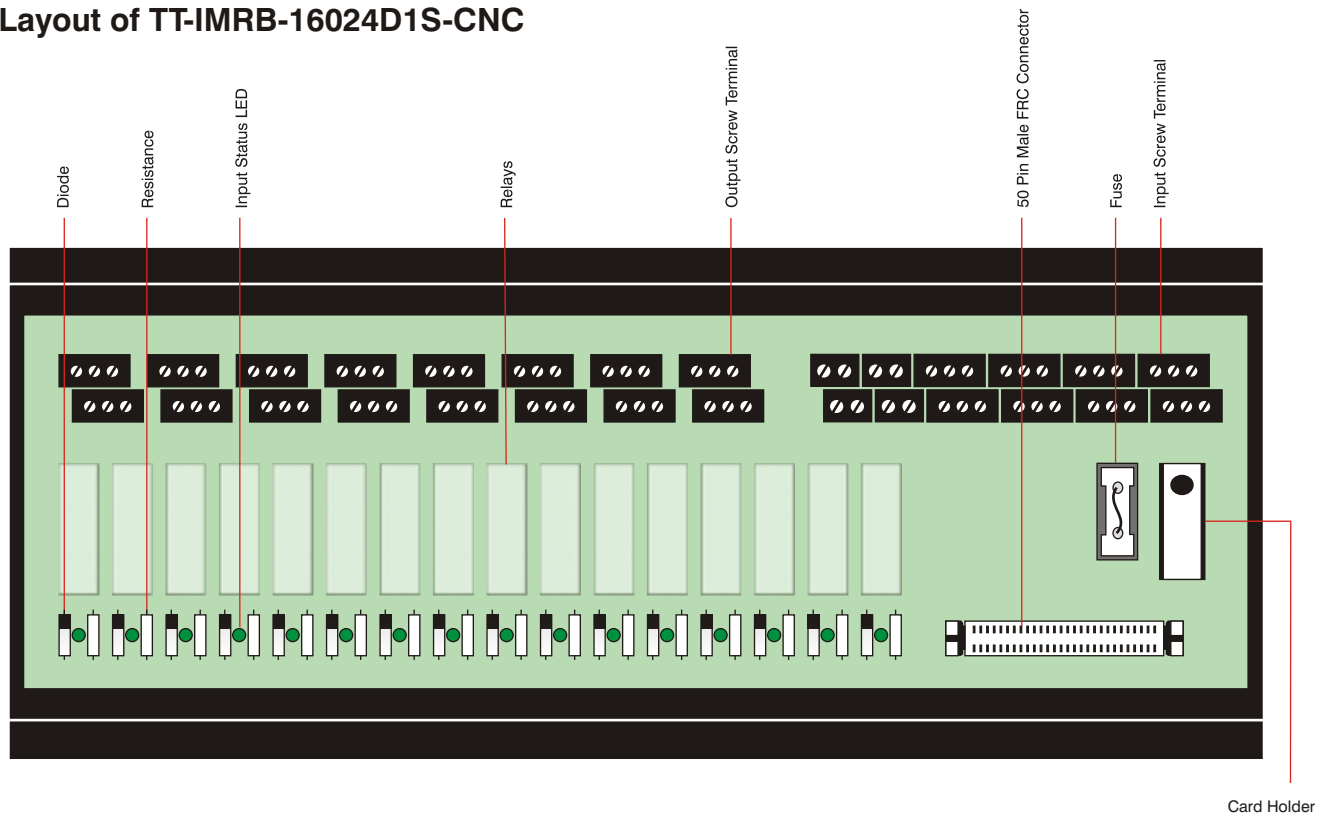 Layout of TT-IMRB-16024D1S-CNC
Diode
Resistance
Input Status LED
Relays
Output Screw Terminal
50 Pin Male FRC Connector
Fuse
Input Screw Terminal
Card Holder